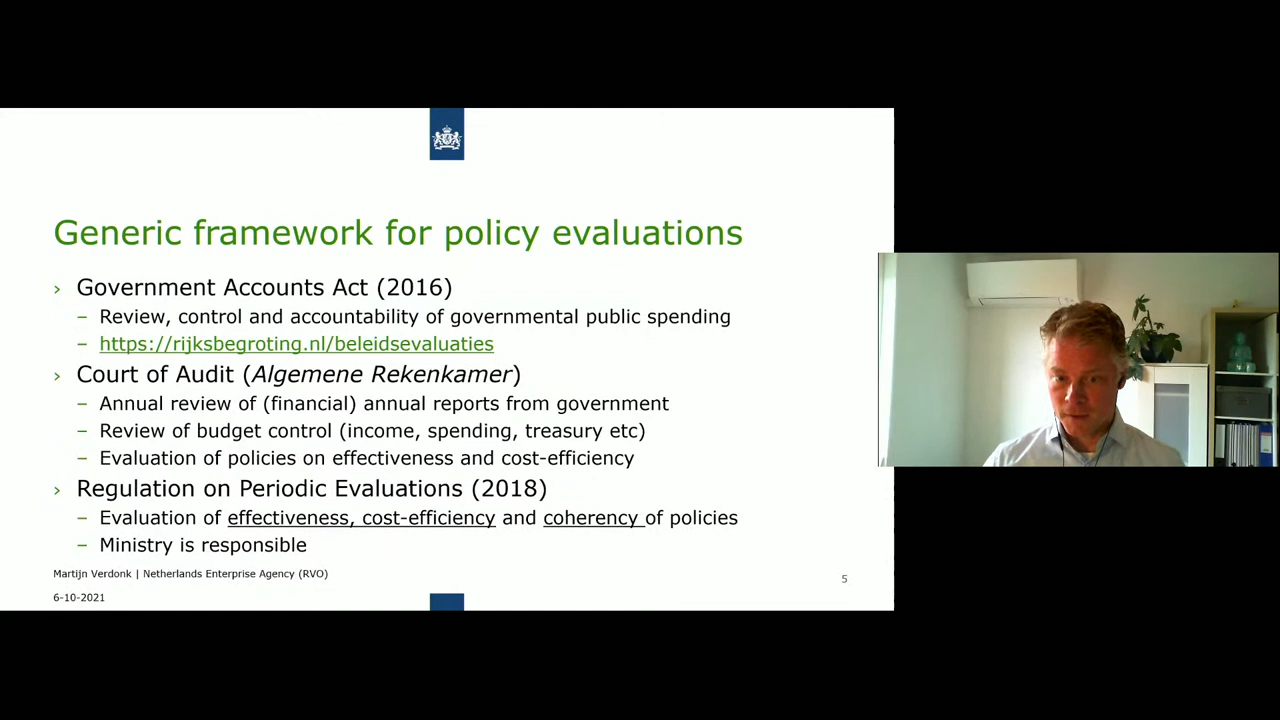 Generic framework for policy evaluations
› Government Accounts Act (2016)
– Review, control and accountability of governmental public spending
– https://rijksbegroting.nl/beleidsevaluaties
› Court of Audit (Algemene Rekenkamer)
– Annual review of (financial) annual reports from government
– Review of budget control (income, spending, treasury etc)
– Evaluation of policies on effectiveness and cost-efficiency
› Regulation on Periodic Evaluations (2018)
– Evaluation of effectiveness, cost-efficiency and coherency of policies
– Ministry is responsible
Martijn Verdonk | Netherlands Enterprise Agency (RVO)
5
6-10-2021